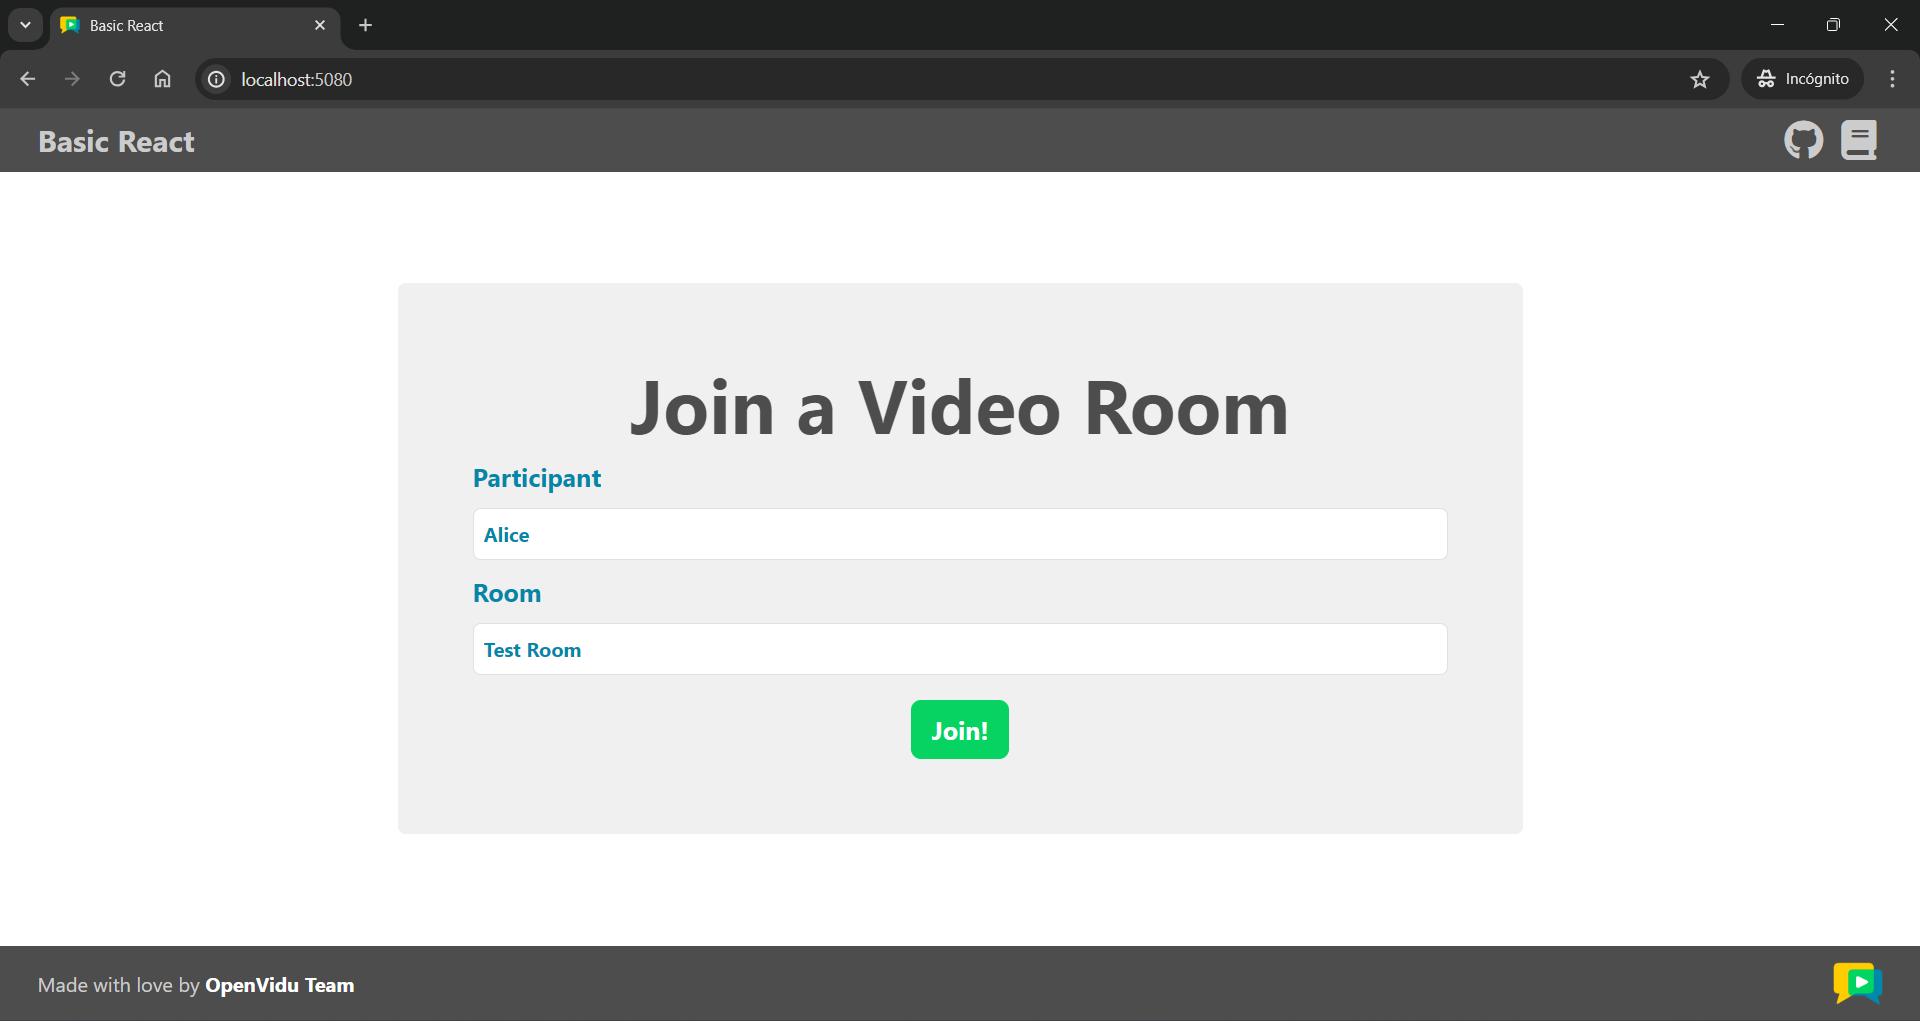 Basic React
localhost:5080
Incógnito
Basic React
Join a Video Room
Participant
Alice
Room
Test Room
Join!
Made with love by OpenVidu Team